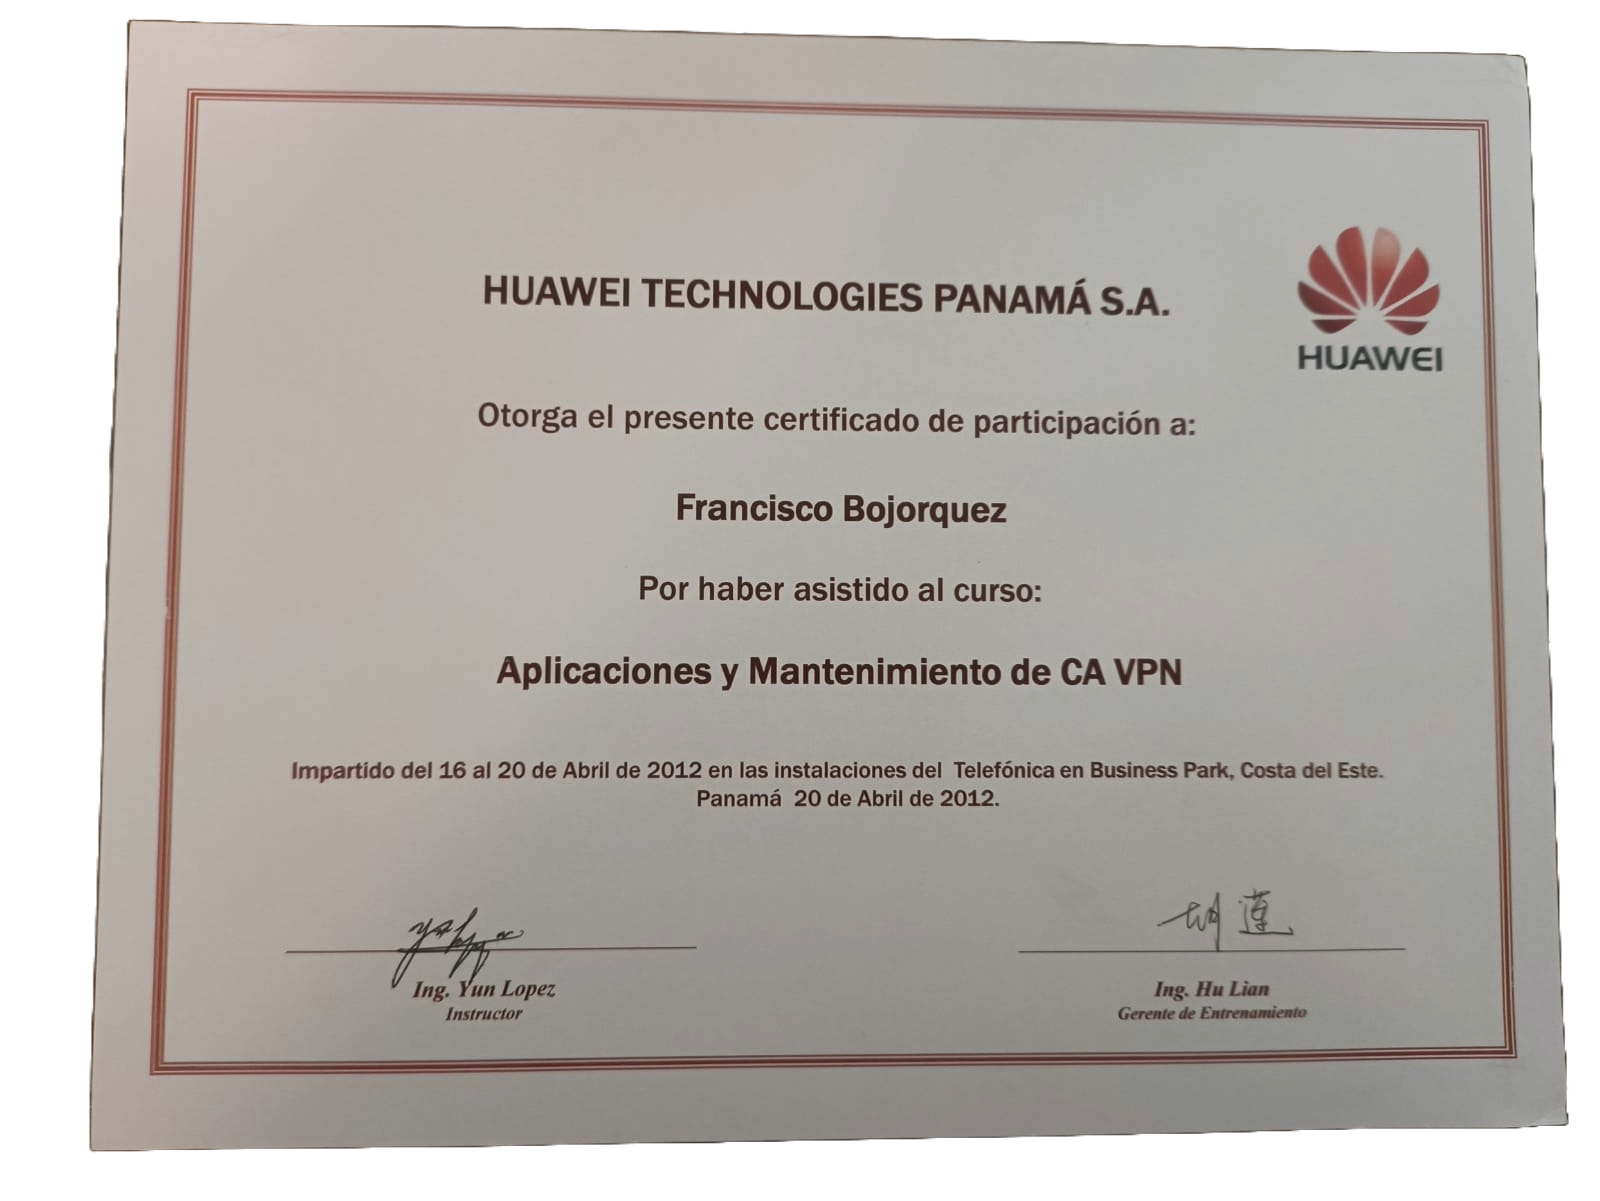 HUAWEI TECHNOLOGIES PANAMÁ S.A.
HUAWEI
Otorga el presente certificado de participación a:
Francisco Bojorquez
Por haber asistido al curso:
Aplicaciones y Mantenimiento de CA VPN
Impartido del 16 al 20 de Abril de 2012 en las instalaciones del  Telefónica en Business Park, Costa del Este.
Panamá  20 de Abril de 2012.
Ing. Yun Lopez
Instructor
Ing. Hu Lian
Gerente de Entrenamiento